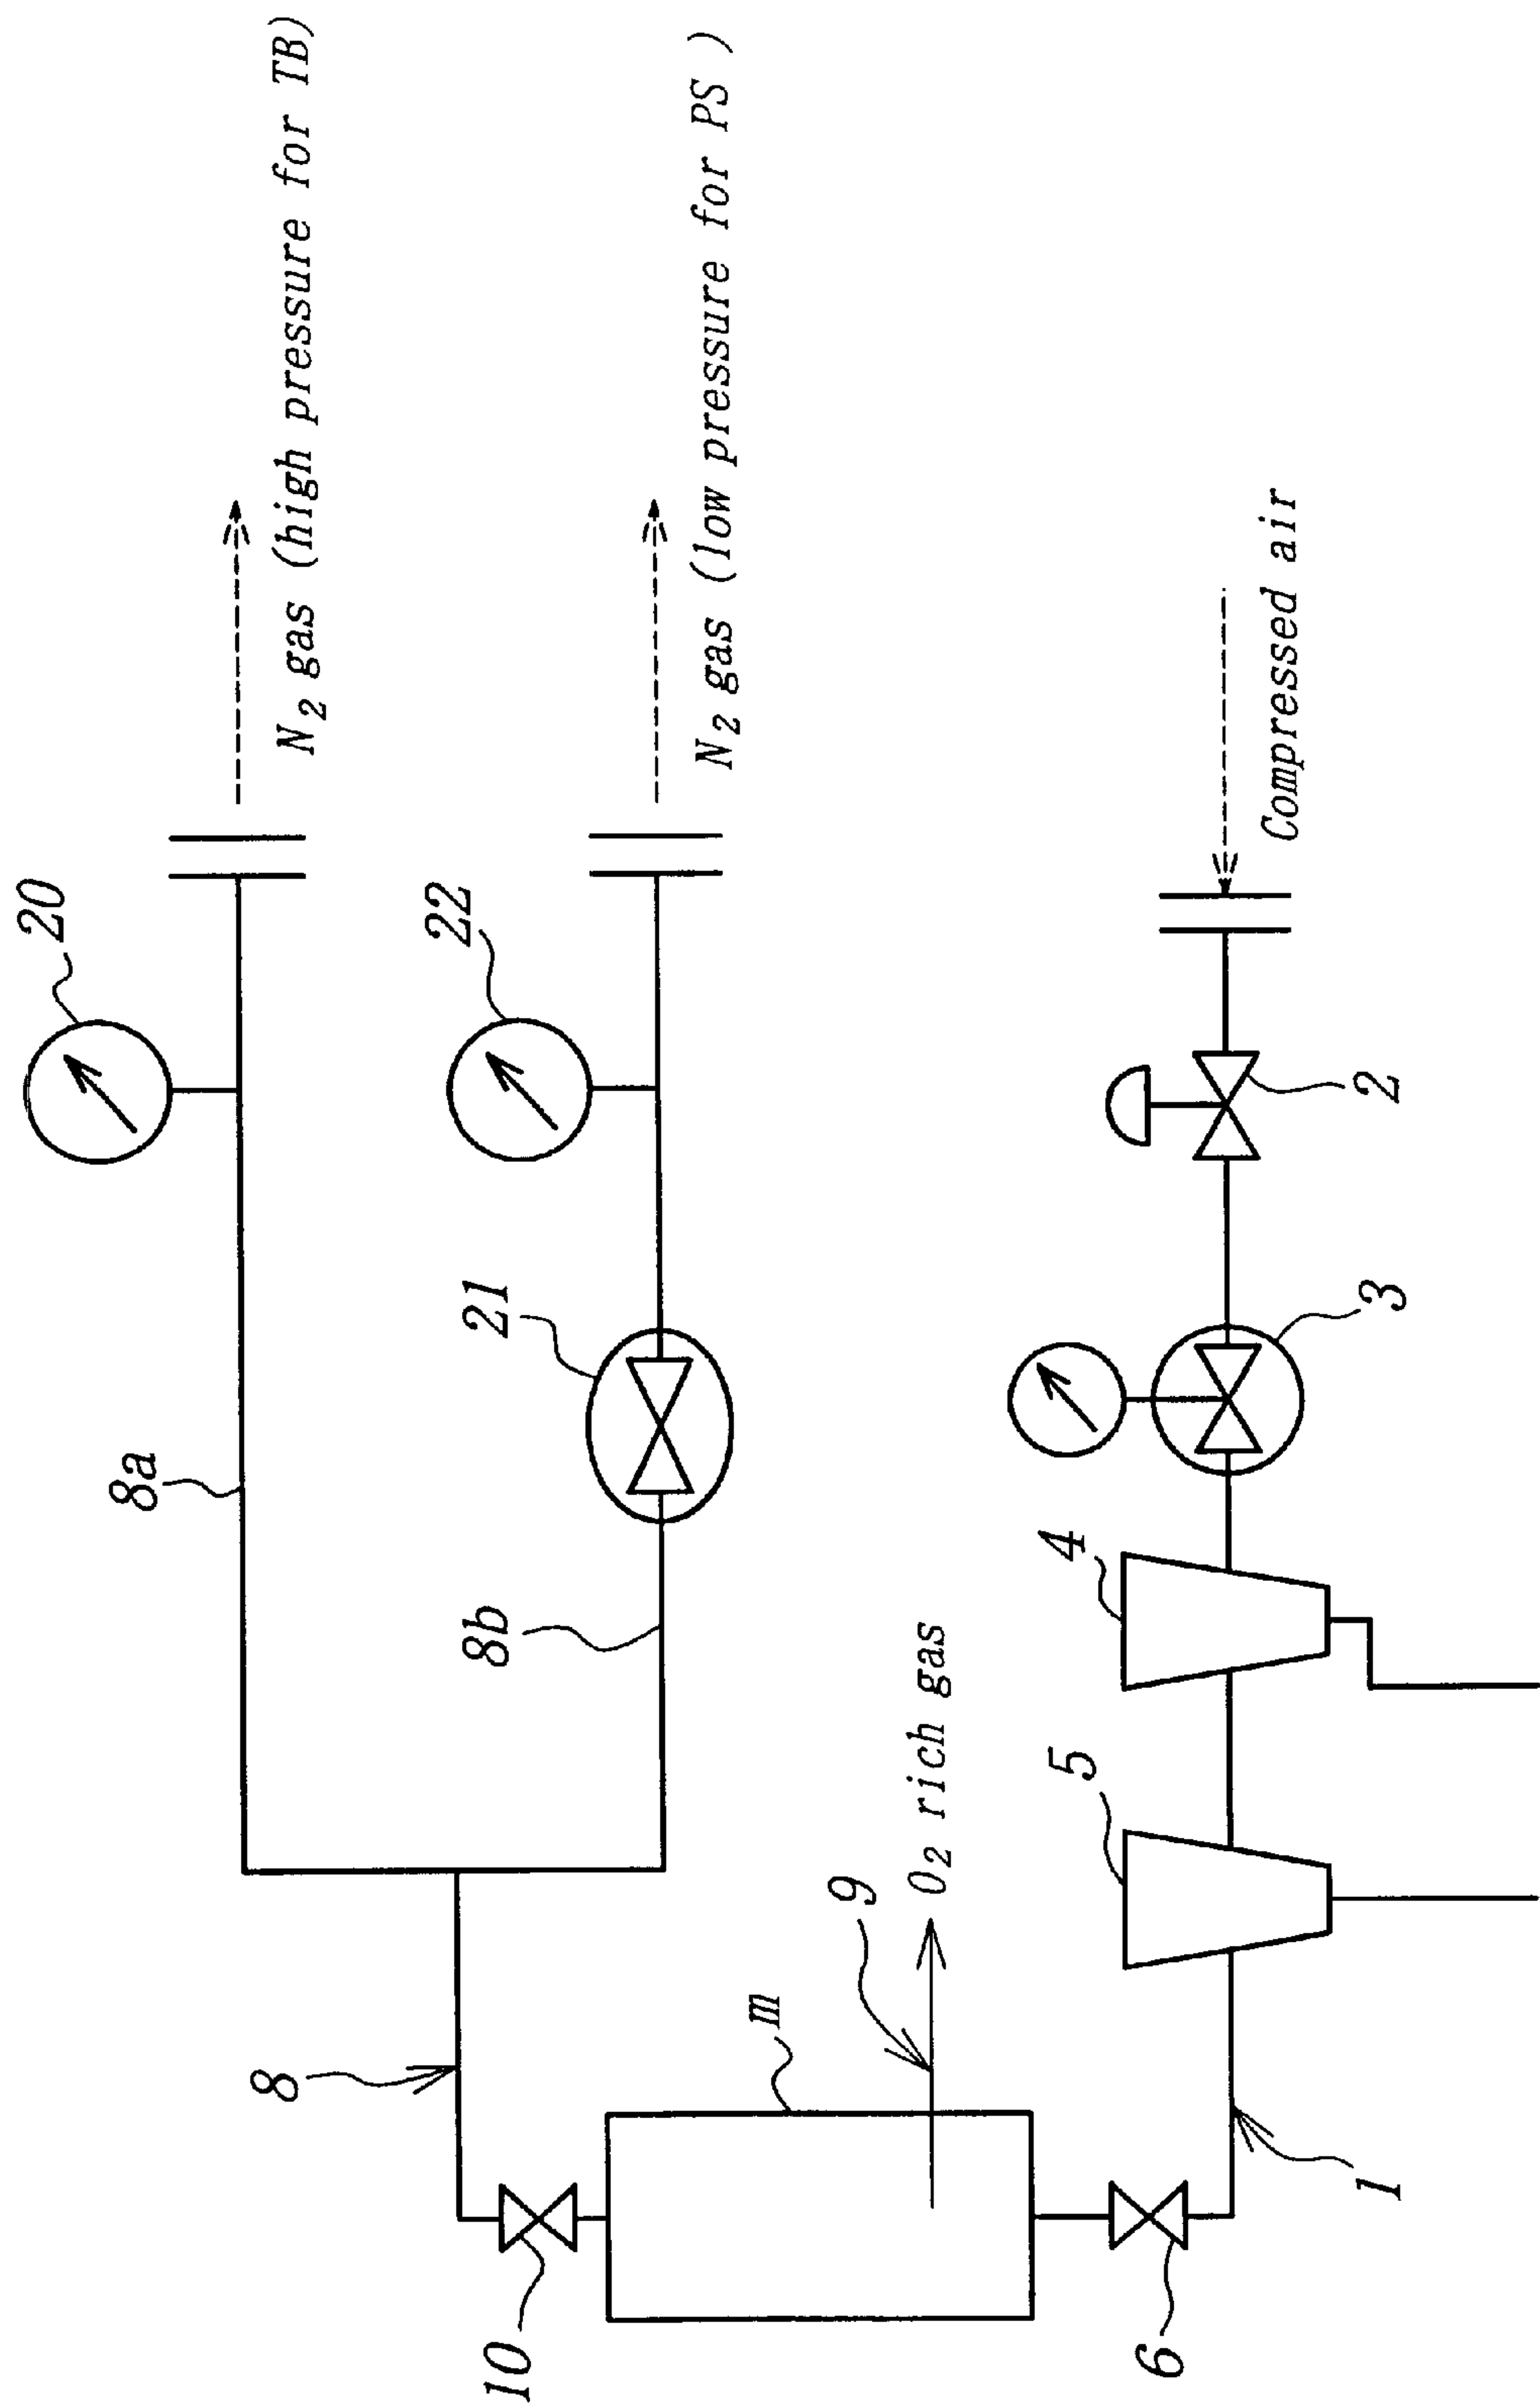 20
N2 gas (high pressure for TB)
8a
22
N2 gas (low pressure for PS )
21
8b
8
10
m
9
O2 rich gas
Compressed air
2
3
4
5
6
1